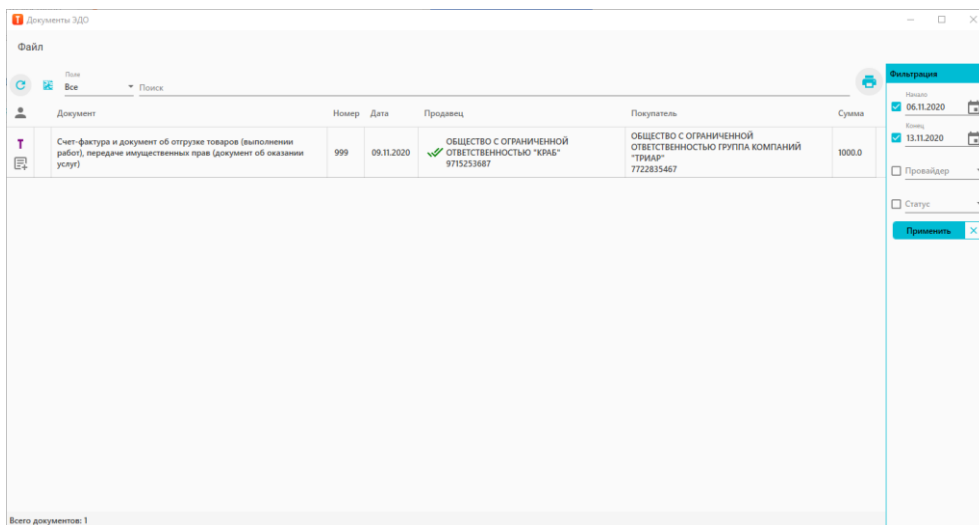 Документы ЭДО
Файл
Поля
Все
Поиск
Документ Номер Дата Продавец Покупатель Сумма
Счет-фактура и документ об отгрузке товаров (выполнении
работ), передаче имущественных прав (документ об оказании
услуг)
999
09.11.2020
ОБЩЕСТВО С ОГРАНИЧЕННОЙ
ОТВЕТСТВЕННОСТЬЮ "КРАБ"
9715253687
ОБЩЕСТВО С ОГРАНИЧЕННОЙ
ОТВЕТСТВЕННОСТЬЮ ГРУППА КОМПАНИЙ
"ТРИАР"
7722835467
1000.0
Фильтрация
Начало
06.11.2020
Конец
13.11.2020
Провайдер
Статус
Применить
Всего документов: 1